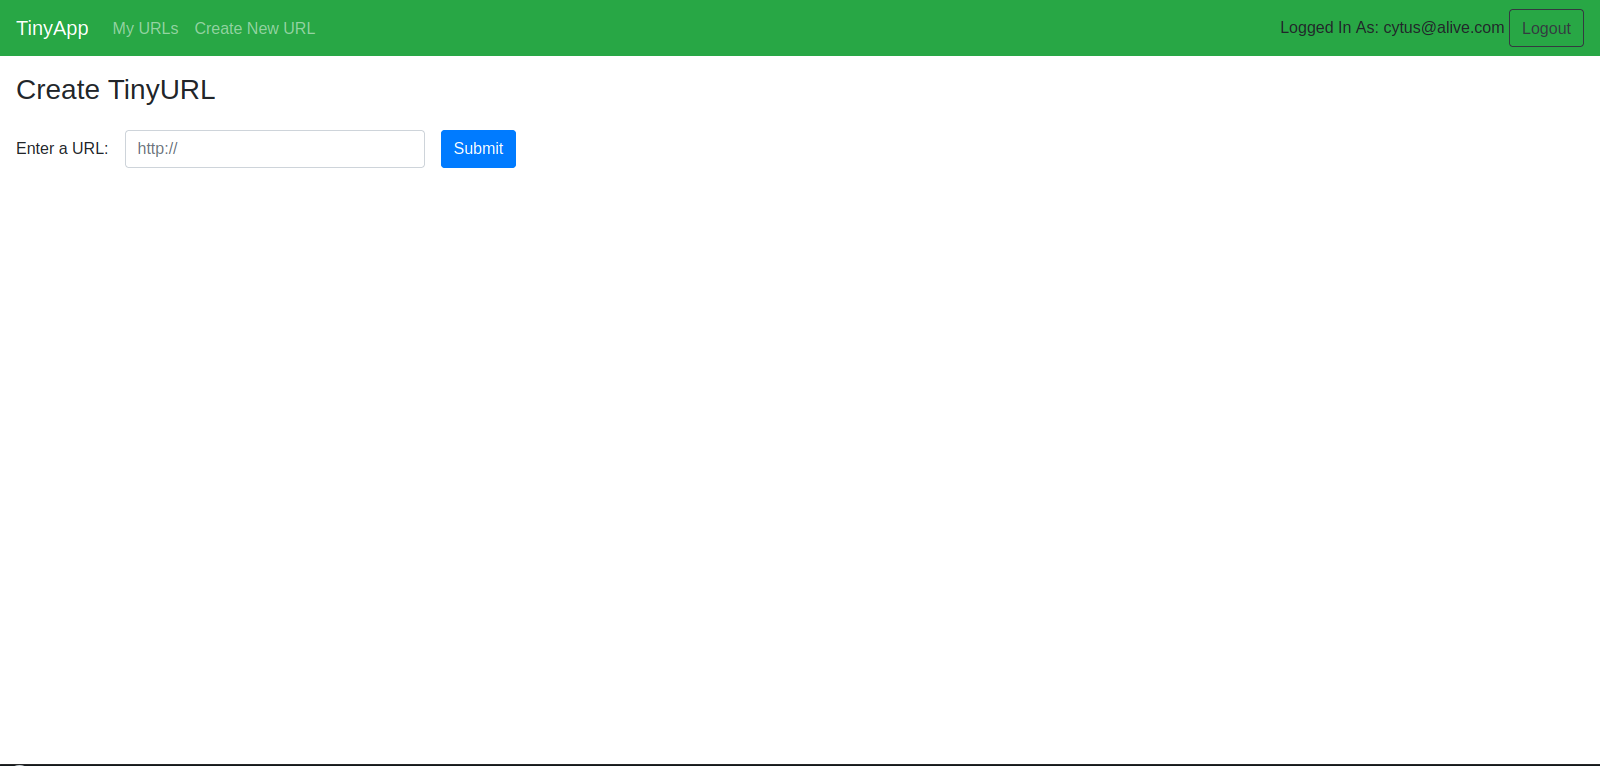 TinyApp My URLs Create New URL Logged In As: cytus@alive.com Logout
Create TinyURL
Enter a URL: http:// Submit